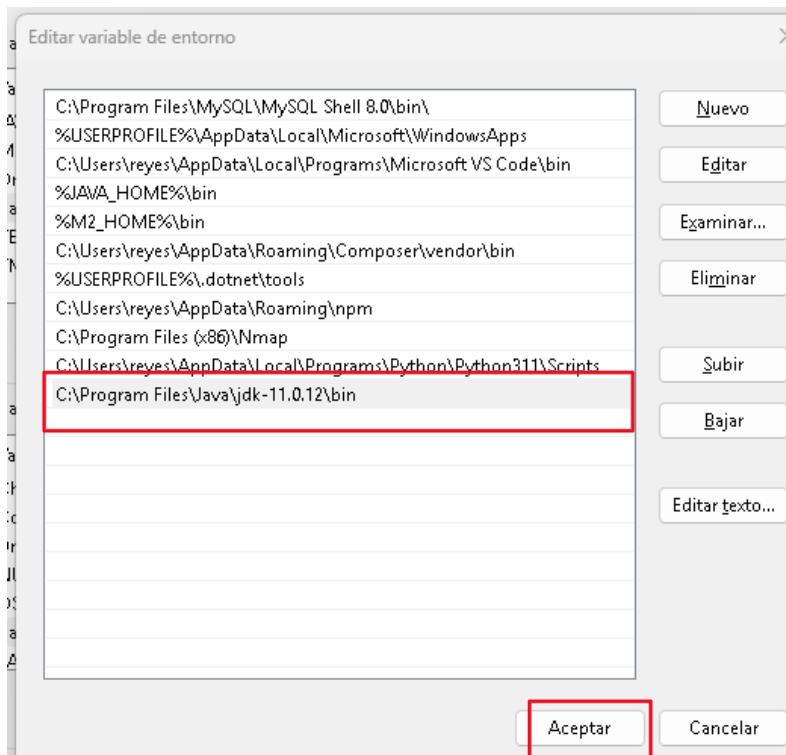 Editar variable de entorno
C:\Program Files\MySQL\MySQL Shell 8.0\bin\
%USERPROFILE%\AppData\Local\Microsoft\WindowsApps
C:\Users\reyes\AppData\Local\Programs\Microsoft VS Code\bin
%JAVA_HOME%\bin
%M2_HOME%\bin
C:\Users\reyes\AppData\Roaming\Composer\vendor\bin
%USERPROFILE%\.dotnet\tools
C:\Users\reyes\AppData\Roaming\npm
C:\Program Files (x86)\Nmap
C:\Users\reyes\AppData\Local\Programs\Python\Python311\Scripts
C:\Program Files\Java\jdk-11.0.12\bin
Nuevo
Editar
Examinar...
Eliminar
Subir
Bajar
Editar texto...
Aceptar
Cancelar